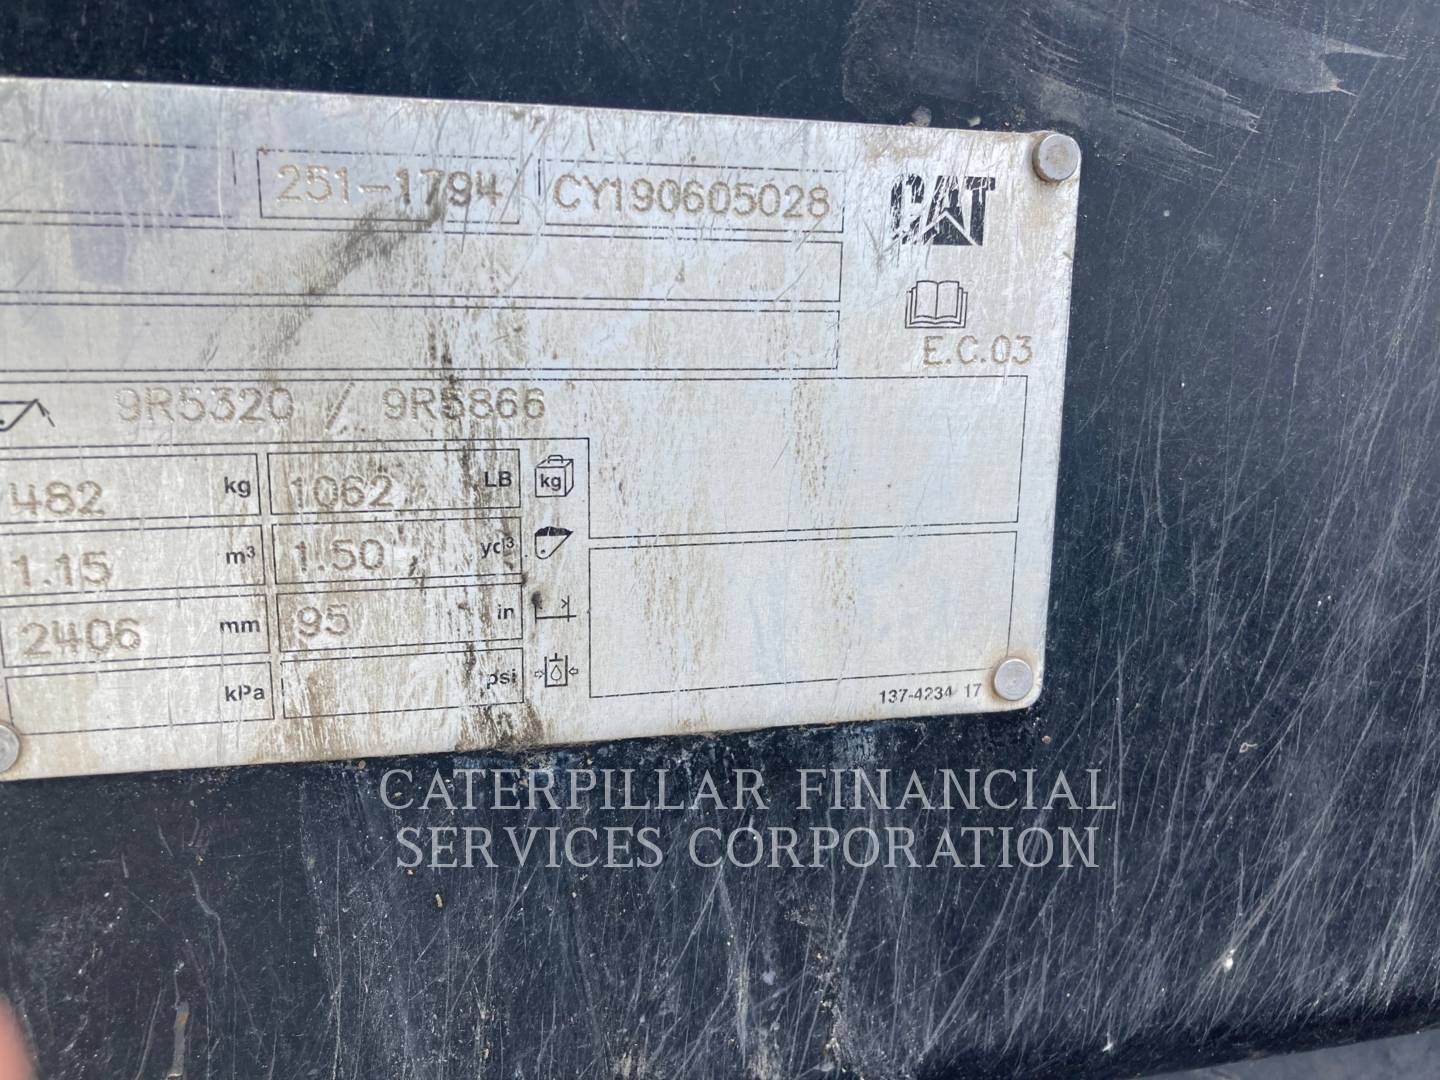 251-1794 CY190605028 CAT
E.C.03
9R5320 / 9R5866
482 kg 1062 LB kg
1.15 m³ 1.50 yd³
2406 mm 95 in
kPa psi
137-4234 17
CATERPILLAR FINANCIAL
SERVICES CORPORATION